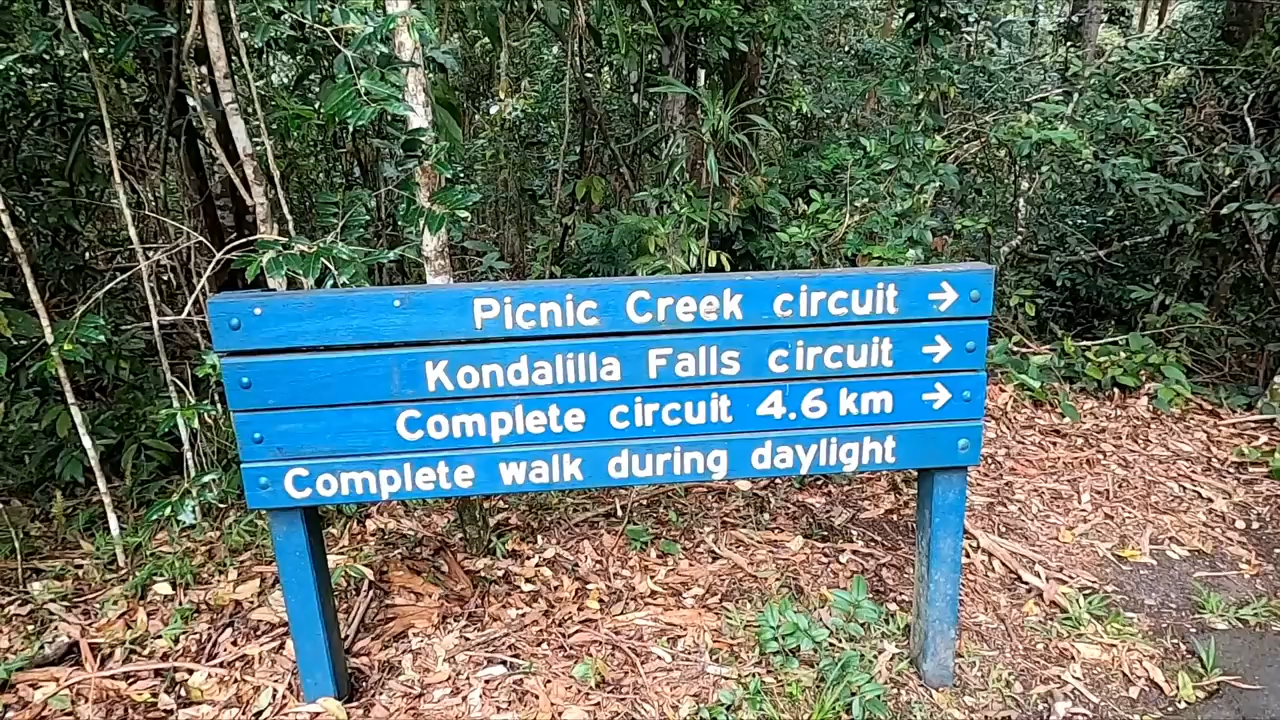 Picnic Creek circuit →
Kondalilla Falls circuit →
Complete circuit 4.6 km →
Complete walk during daylight